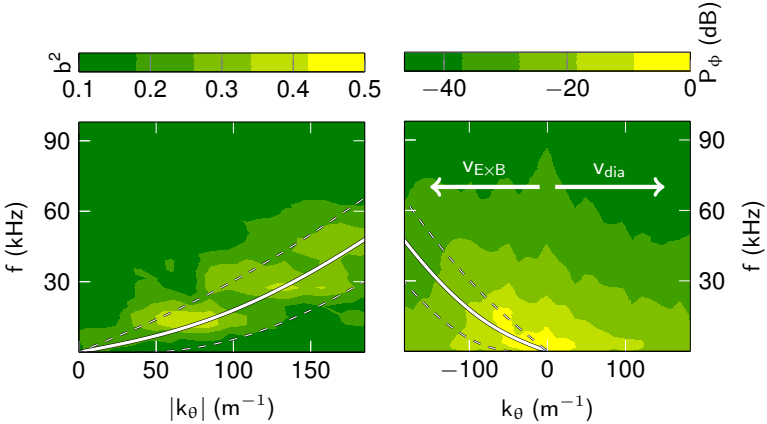 b²
0.1 0.2 0.3 0.4 0.5
P_ϕ (dB)
−40 −20 0
f (kHz)
90
60
30
0 50 100 150
|k_θ| (m⁻¹)
v_E×B
v_dia
90
60
30
f (kHz)
−100 0 100
k_θ (m⁻¹)